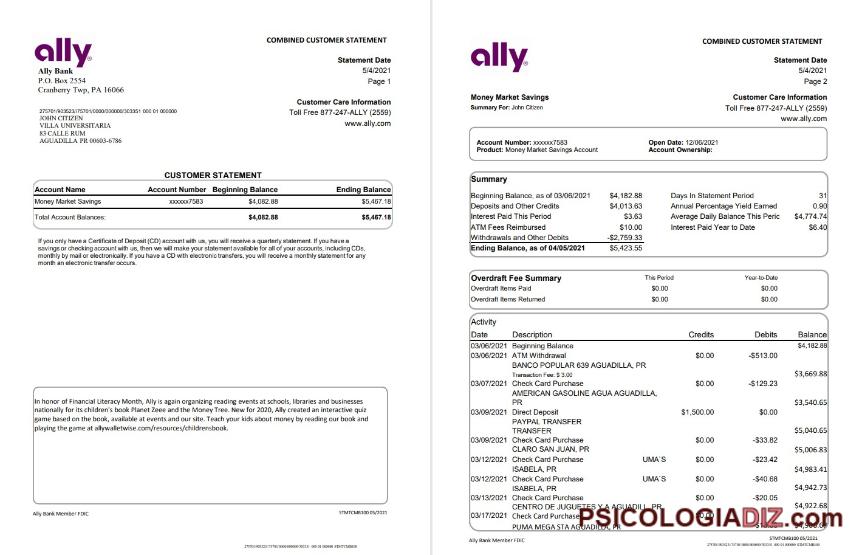 ally
COMBINED CUSTOMER STATEMENT
Statement Date
5/4/2021
Page 1
Ally Bank
P.O. Box 2554
Cranberry Twp, PA 16066
Customer Care Information
Toll Free 877-247-ALLY (2559)
www.ally.com
JOHN CITIZEN
VILLA UNIVERSITARIA
83 CALLE RUM
AGUADILLA PR 00603-6786
CUSTOMER STATEMENT
Account Name Account Number Beginning Balance Ending Balance
Money Market Savings xxxxxx7583 $4,082.88 $5,467.18
Total Account Balances: $4,082.88 $5,467.18
If you only have a Certificate of Deposit (CD) account with us, you will receive a quarterly statement. If you have a
savings or checking account with us, then we will make your statement available for all of your accounts, including CDs,
monthly by mail or electronically. If you have a CD with electronic transfers, you will receive a monthly statement for any
month an electronic transfer occurs.
In honor of Financial Literacy Month, Ally is again organizing reading events at schools, libraries and businesses
nationally for its children's book Planet Zeee and the Money Tree. New for 2020, Ally created an interactive quiz
game based on the book, available at events and our site. Teach your kids about money by reading our book and
playing the game at allywalletwise.com/resources/childrensbook.
Ally Bank Member FDIC STMTCMB100 05/2021
ally
COMBINED CUSTOMER STATEMENT
Statement Date
5/4/2021
Page 2
Money Market Savings
Summary For: John Citizen
Customer Care Information
Toll Free 877-247-ALLY (2559)
www.ally.com
Account Number: xxxxxx7583 Open Date: 12/06/2021
Product: Money Market Savings Account Account Ownership:
Summary
Beginning Balance, as of 03/06/2021 $4,182.88 Days In Statement Period 31
Deposits and Other Credits $4,013.63 Annual Percentage Yield Earned 0.90
Interest Paid This Period $3.63 Average Daily Balance This Peric $4,774.74
ATM Fees Reimbursed $10.00 Interest Paid Year to Date $6.40
Withdrawals and Other Debits -$2,759.33
Ending Balance, as of 04/05/2021 $5,423.55
Overdraft Fee Summary This Period Year-to-Date
Overdraft Items Paid $0.00 $0.00
Overdraft Items Returned $0.00 $0.00
Activity
Date Description Credits Debits Balance
03/06/2021 Beginning Balance $4,182.88
03/06/2021 ATM Withdrawal $0.00 -$513.00
BANCO POPULAR 639 AGUADILLA, PR
Transaction Fee: $ 3.00 $3,669.88
03/07/2021 Check Card Purchase $0.00 -$129.23
AMERICAN GASOLINE AGUA AGUADILLA,
PR $3,540.65
03/09/2021 Direct Deposit $1,500.00 $0.00
PAYPAL TRANSFER
TRANSFER $5,040.65
03/09/2021 Check Card Purchase $0.00 -$33.82
CLARO SAN JUAN, PR $5,006.83
03/12/2021 Check Card Purchase UMA`S $0.00 -$23.42
ISABELA, PR $4,983.41
03/12/2021 Check Card Purchase UMA`S $0.00 -$40.68
ISABELA, PR $4,942.73
03/13/2021 Check Card Purchase $0.00 -$20.05
CENTRO DE JUGUETES Y A AGUADILL, PR $4,922.68
03/17/2021 Check Card Purchase
PUMA MEGA STA AGUADILLA, PR
PSICOLOGIADIZ.com
Ally Bank Member FDIC STMTCMB100 05/2021